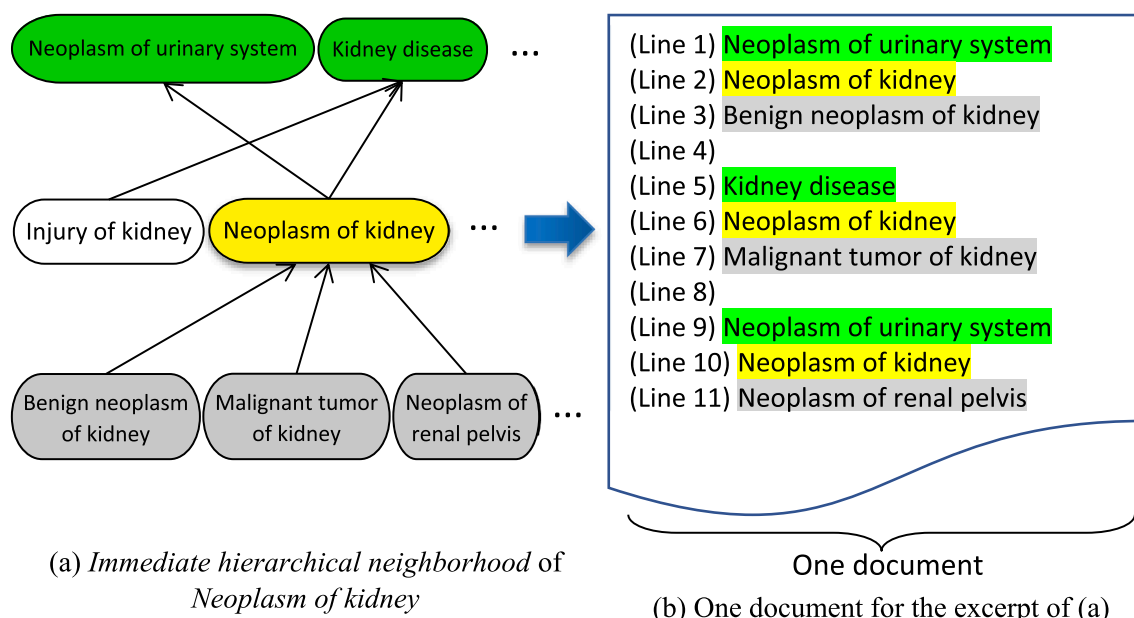 Neoplasm of urinary system
Kidney disease
...
Injury of kidney
Neoplasm of kidney
...
Benign neoplasm
of kidney
Malignant tumor
of kidney
Neoplasm of
renal pelvis
...
(a) Immediate hierarchical neighborhood of
Neoplasm of kidney
(Line 1) Neoplasm of urinary system
(Line 2) Neoplasm of kidney
(Line 3) Benign neoplasm of kidney
(Line 4)
(Line 5) Kidney disease
(Line 6) Neoplasm of kidney
(Line 7) Malignant tumor of kidney
(Line 8)
(Line 9) Neoplasm of urinary system
(Line 10) Neoplasm of kidney
(Line 11) Neoplasm of renal pelvis
One document
(b) One document for the excerpt of (a)